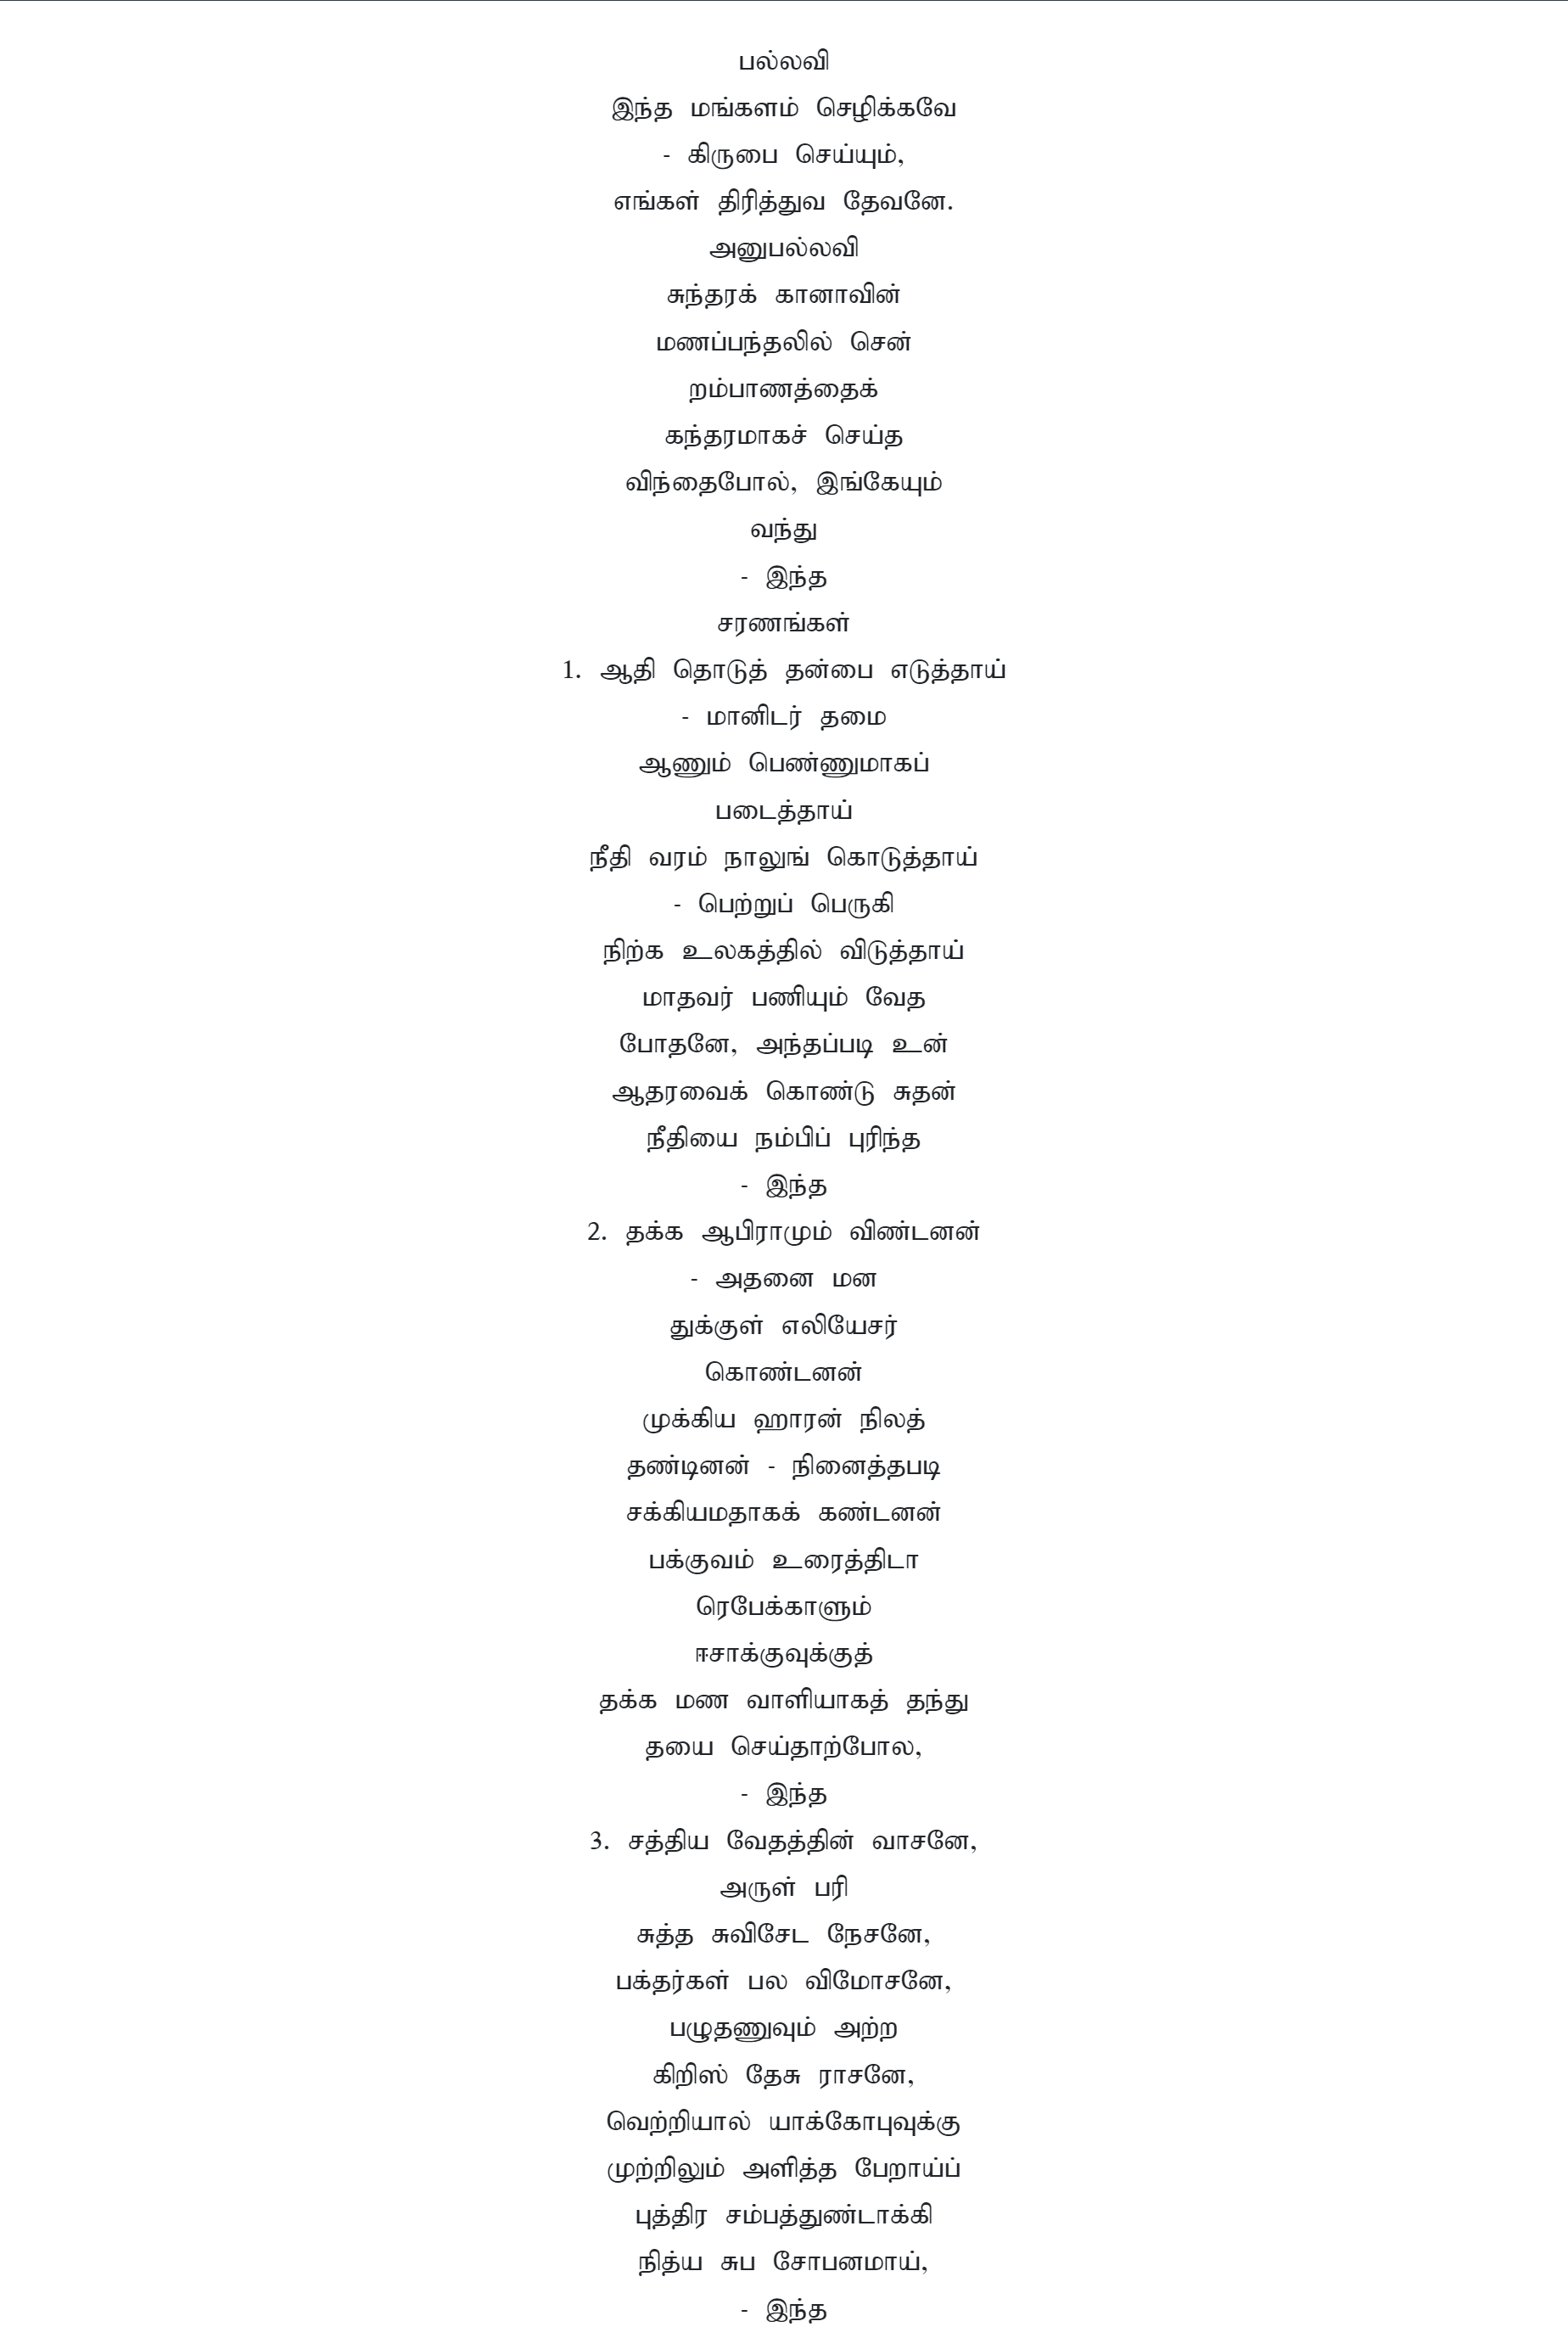 பல்லவி
இந்த மங்களம் செழிக்கவே
- கிருபை செய்யும்,
எங்கள் திரித்துவ தேவனே.
அனுபல்லவி
சுந்தரக் கானாவின்
மணப்பந்தலில் சென்
றம்பாணத்தைக்
கந்தரமாகச் செய்த
விந்தைபோல், இங்கேயும்
வந்து
- இந்த
சரணங்கள்
1. ஆதி தொடுத் தன்பை எடுத்தாய்
- மானிடர் தமை
ஆணும் பெண்ணுமாகப்
படைத்தாய்
நீதி வரம் நாலுங் கொடுத்தாய்
- பெற்றுப் பெருகி
நிற்க உலகத்தில் விடுத்தாய்
மாதவர் பணியும் வேத
போதனே, அந்தப்படி உன்
ஆதரவைக் கொண்டு சுதன்
நீதியை நம்பிப் புரிந்த
- இந்த
2. தக்க ஆபிராமும் விண்டனன்
- அதனை மன
துக்குள் எலியேசர்
கொண்டனன்
முக்கிய ஹாரன் நிலத்
தண்டினன் - நினைத்தபடி
சக்கியமதாகக் கண்டனன்
பக்குவம் உரைத்திடா
ரெபேக்காளும்
ஈசாக்குவுக்குத்
தக்க மண வாளியாகத் தந்து
தயை செய்தாற்போல,
- இந்த
3. சத்திய வேதத்தின் வாசனே,
அருள் பரி
சுத்த சுவிசேட நேசனே,
பக்தர்கள் பல விமோசனே,
பழுதணுவும் அற்ற
கிறிஸ் தேசு ராசனே,
வெற்றியால் யாக்கோபுவுக்கு
முற்றிலும் அளித்த பேறாய்ப்
புத்திர சம்பத்துண்டாக்கி
நித்ய சுப சோபனமாய்,
- இந்த